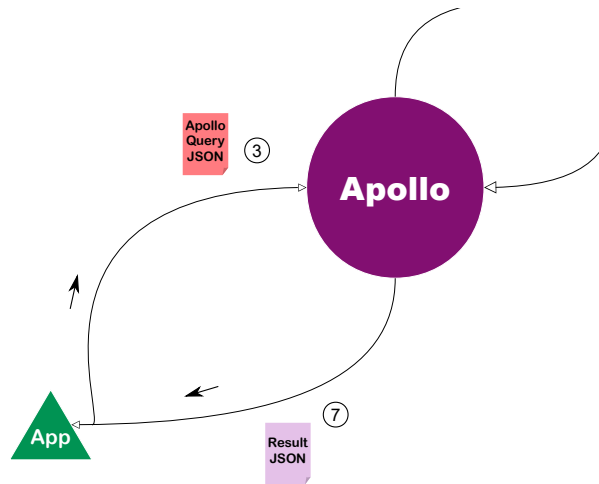 Apollo
Query
JSON
3
Apollo
7
App
Result
JSON